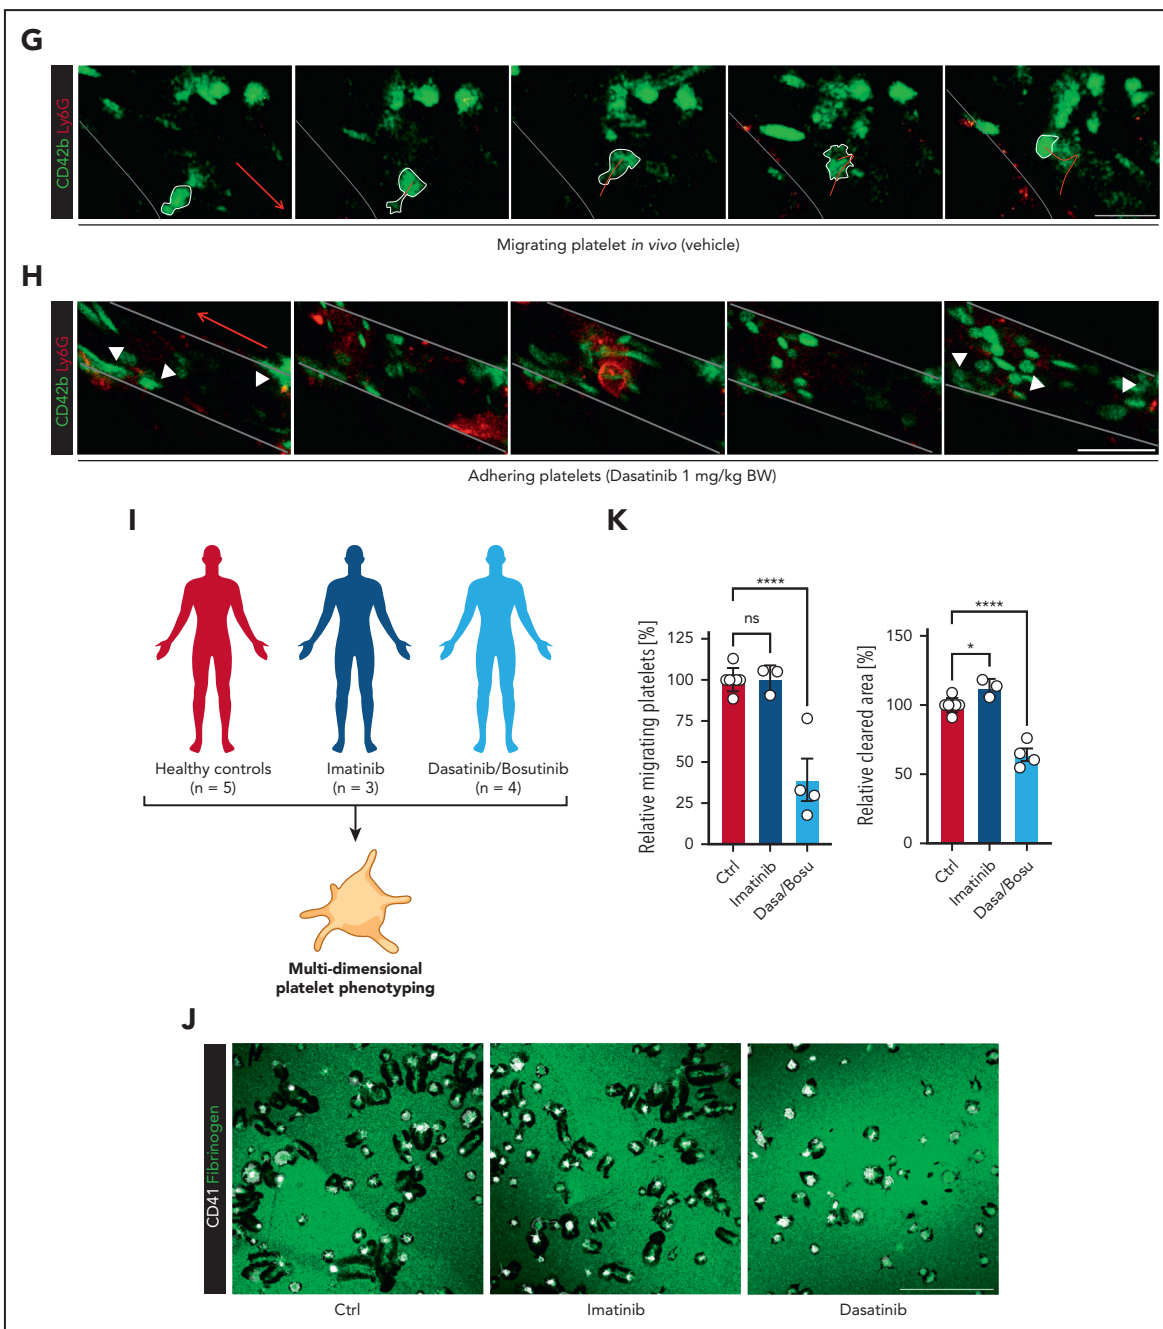 G
CD42b Ly6G
Migrating platelet in vivo (vehicle)
H
CD42b Ly6G
Adhering platelets (Dasatinib 1 mg/kg BW)
I
Healthy controls
(n = 5)
Imatinib
(n = 3)
Dasatinib/Bosutinib
(n = 4)
Multi-dimensional
platelet phenotyping
K
Relative migrating platelets [%]
125
100
75
50
25
0
ns
****
Ctrl
Imatinib
Dasa/Bosu
Relative cleared area [%]
150
100
50
0
*
****
Ctrl
Imatinib
Dasa/Bosu
J
CD41 Fibrinogen
Ctrl
Imatinib
Dasatinib